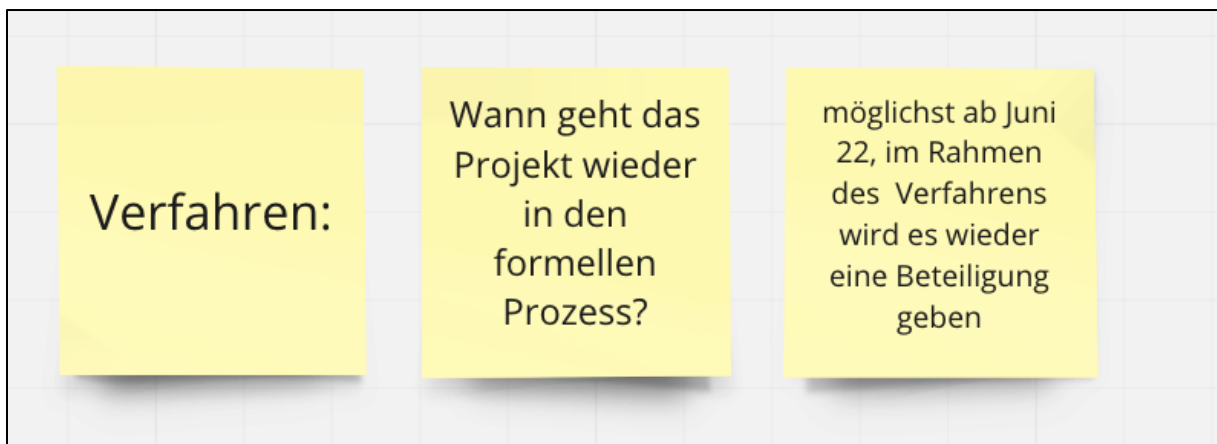 Verfahren:
Wann geht das
Projekt wieder
in den
formellen
Prozess?
möglichst ab Juni
22, im Rahmen
des  Verfahrens
wird es wieder
eine Beteiligung
geben